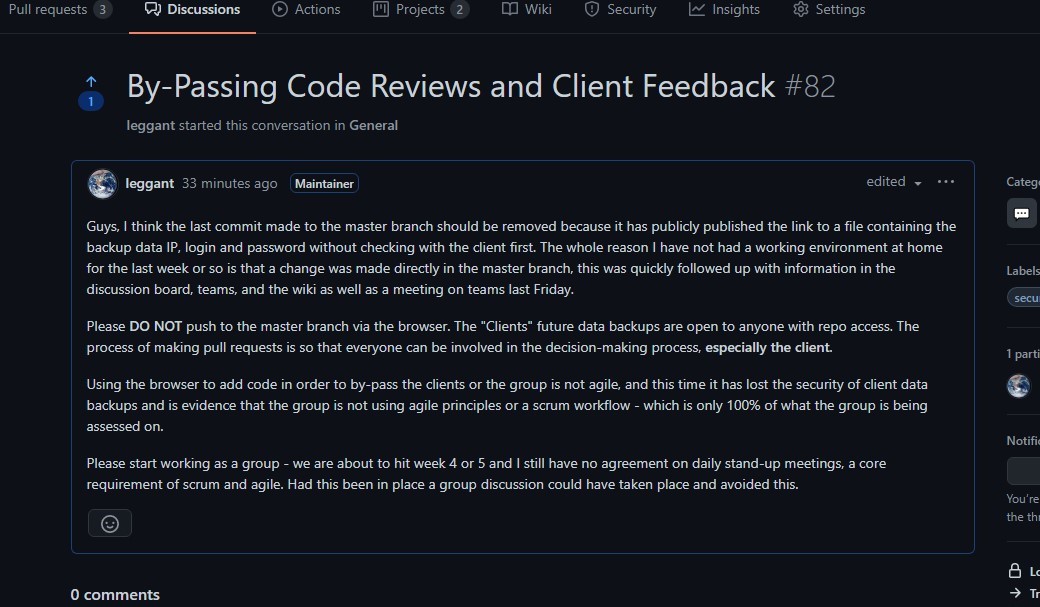 Pull requests 3 Discussions Actions Projects 2 Wiki Security Insights Settings
1
By-Passing Code Reviews and Client Feedback #82
leggant started this conversation in General
leggant 33 minutes ago Maintainer edited
Guys, I think the last commit made to the master branch should be removed because it has publicly published the link to a file containing the
backup data IP, login and password without checking with the client first. The whole reason I have not had a working environment at home
for the last week or so is that a change was made directly in the master branch, this was quickly followed up with information in the
discussion board, teams, and the wiki as well as a meeting on teams last Friday.
Please DO NOT push to the master branch via the browser. The "Clients" future data backups are open to anyone with repo access. The
process of making pull requests is so that everyone can be involved in the decision-making process, especially the client.
Using the browser to add code in order to by-pass the clients or the group is not agile, and this time it has lost the security of client data
backups and is evidence that the group is not using agile principles or a scrum workflow - which is only 100% of what the group is being
assessed on.
Please start working as a group - we are about to hit week 4 or 5 and I still have no agreement on daily stand-up meetings, a core
requirement of scrum and agile. Had this been in place a group discussion could have taken place and avoided this.
0 comments
Categ
Labels
secu
1 parti
Notifi
You're
the thr
Lo
Tr